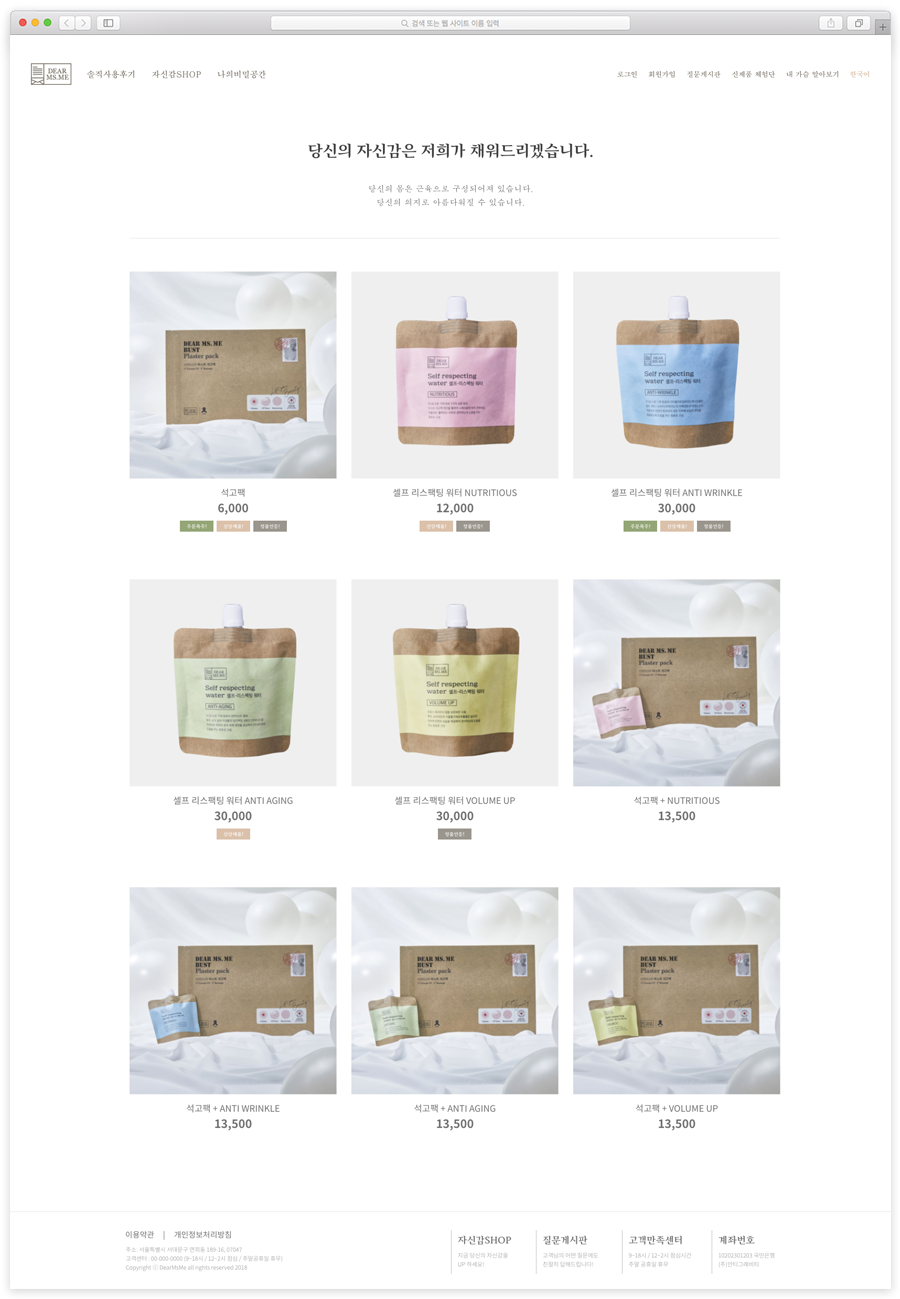 검색 또는 웹 사이트 이름 입력
DEAR MS.ME
솔직사용후기 자신감SHOP 나의비밀공간
로그인 회원가입 질문게시판 신제품 체험단 내 가슴 알아보기 한국어
당신의 자신감은 저희가 채워드리겠습니다.
당신의 몸은 근육으로 구성되어져 있습니다.
당신의 의지로 아름다워질 수 있습니다.
DEAR MS. ME
BUST
Plaster pack
Self respecting
water 셀프-리스팩팅 워터
NUTRITIOUS
Self respecting
water 셀프-리스팩팅 워터
ANTI-WRINKLE
석고팩
6,000
주문폭주! 신상제품! 정품인증!
셀프 리스팩팅 워터 NUTRITIOUS
12,000
신상제품! 정품인증!
셀프 리스팩팅 워터 ANTI WRINKLE
30,000
주문폭주! 신상제품! 정품인증!
Self respecting
water 셀프-리스팩팅 워터
ANTI-AGING
Self respecting
water 셀프-리스팩팅 워터
VOLUME UP
DEAR MS. ME
BUST
Plaster pack
셀프 리스팩팅 워터 ANTI AGING
30,000
신상제품!
셀프 리스팩팅 워터 VOLUME UP
30,000
정품인증!
석고팩 + NUTRITIOUS
13,500
DEAR MS. ME
BUST
Plaster pack
DEAR MS. ME
BUST
Plaster pack
DEAR MS. ME
BUST
Plaster pack
석고팩 + ANTI WRINKLE
13,500
석고팩 + ANTI AGING
13,500
석고팩 + VOLUME UP
13,500
이용약관 | 개인정보처리방침
주소: 서울특별시 서대문구 연희동 189-16, 07047
고객센터 : 00-000-0000 (9~18시 / 12~2시 점심 / 주말공휴일 휴무)
Copyright ⓒ DearMsMe all rights reserved 2018
자신감SHOP
지금 당신의 자신감을
UP 하세요!
질문게시판
고객님의 어떤 질문에도
친절히 답해드립니다!
고객만족센터
9~18시 / 12~2시 점심시간
주말 공휴일 휴무
계좌번호
10202301203 국민은행
(주)인터그래비티